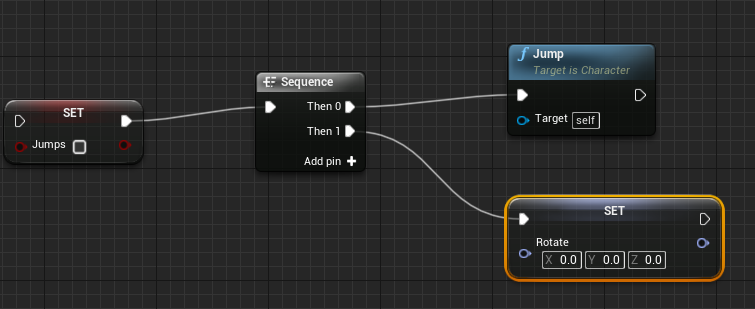 SET
Jumps
Sequence
Then 0
Then 1
Add pin
f Jump
Target is Character
Target self
SET
Rotate
X 0.0 Y 0.0 Z 0.0